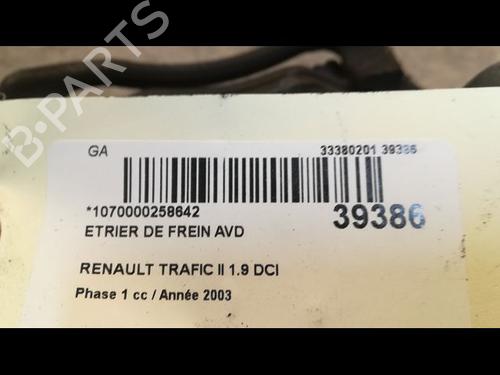 B-PARTS
GA
33380201 39386
*1070000258642
39386
ETRIER DE FREIN AVD
RENAULT TRAFIC II 1.9 DCI
Phase 1 cc / Année 2003